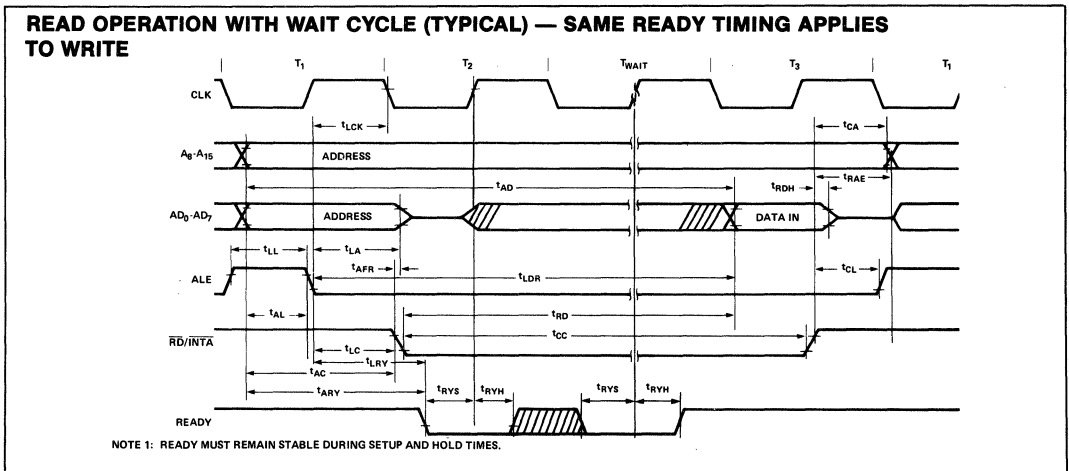 READ OPERATION WITH WAIT CYCLE (TYPICAL) — SAME READY TIMING APPLIES
TO WRITE
T1 T2 TWAIT T3 T1
CLK
tLCK tCA
A8-A15 ADDRESS
tRAE
tAD tRDH
AD0-AD7 ADDRESS DATA IN
tLL tLA
tAFR tLDR tCL
ALE
tAL tRD
tCC
RD/INTA
tLC
tLRY
tAC
tARY tRYS tRYH tRYS tRYH
READY
NOTE 1: READY MUST REMAIN STABLE DURING SETUP AND HOLD TIMES.